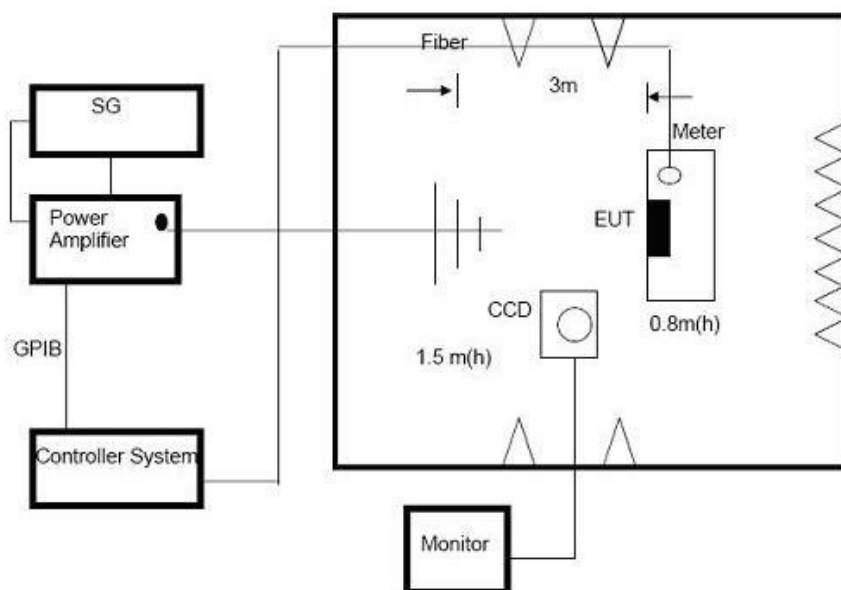 Fiber
3m
SG
Meter
Power
Amplifier
EUT
CCD
0.8m(h)
GPIB
1.5 m(h)
Controller System
Monitor